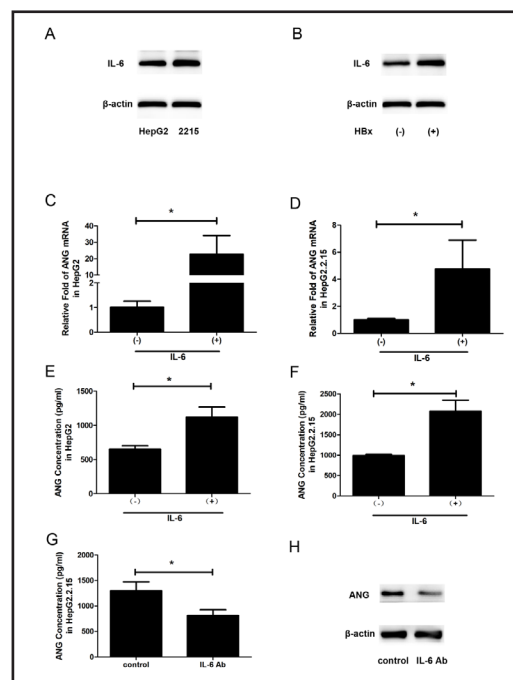 A
IL-6
β-actin
HepG2 2215
B
IL-6
β-actin
HBx (-) (+)
C
Relative Fold of ANG mRNA
in HepG2
40
30
20
10
2
1
0
*
(-) (+)
IL-6
D
Relative Fold of ANG mRNA
in HepG2.2.15
8
6
4
2
0
*
(-) (+)
IL-6
E
ANG Concentration (pg/ml)
in HepG2
1500
1000
500
0
*
(-) (+)
IL-6
F
ANG Concentration (pg/ml)
in HepG2.2.15
2500
2000
1500
1000
500
0
*
(-) (+)
IL-6
G
ANG Concentration (pg/ml)
in HepG2.2.15
2000
1500
1000
500
0
*
control IL-6 Ab
H
ANG
β-actin
control IL-6 Ab